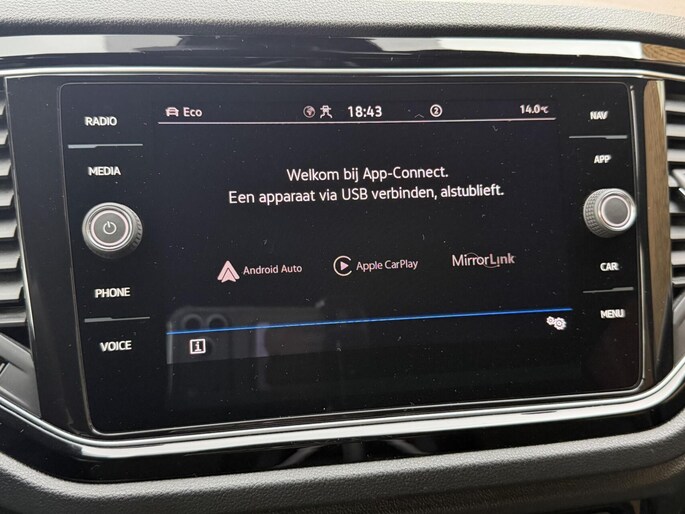 RADIO
MEDIA
PHONE
VOICE
Eco
18:43
2
14.0°C
Welkom bij App-Connect.
Een apparaat via USB verbinden, alstublieft.
Android Auto
Apple CarPlay
MirrorLink
i
NAV
APP
CAR
MENU